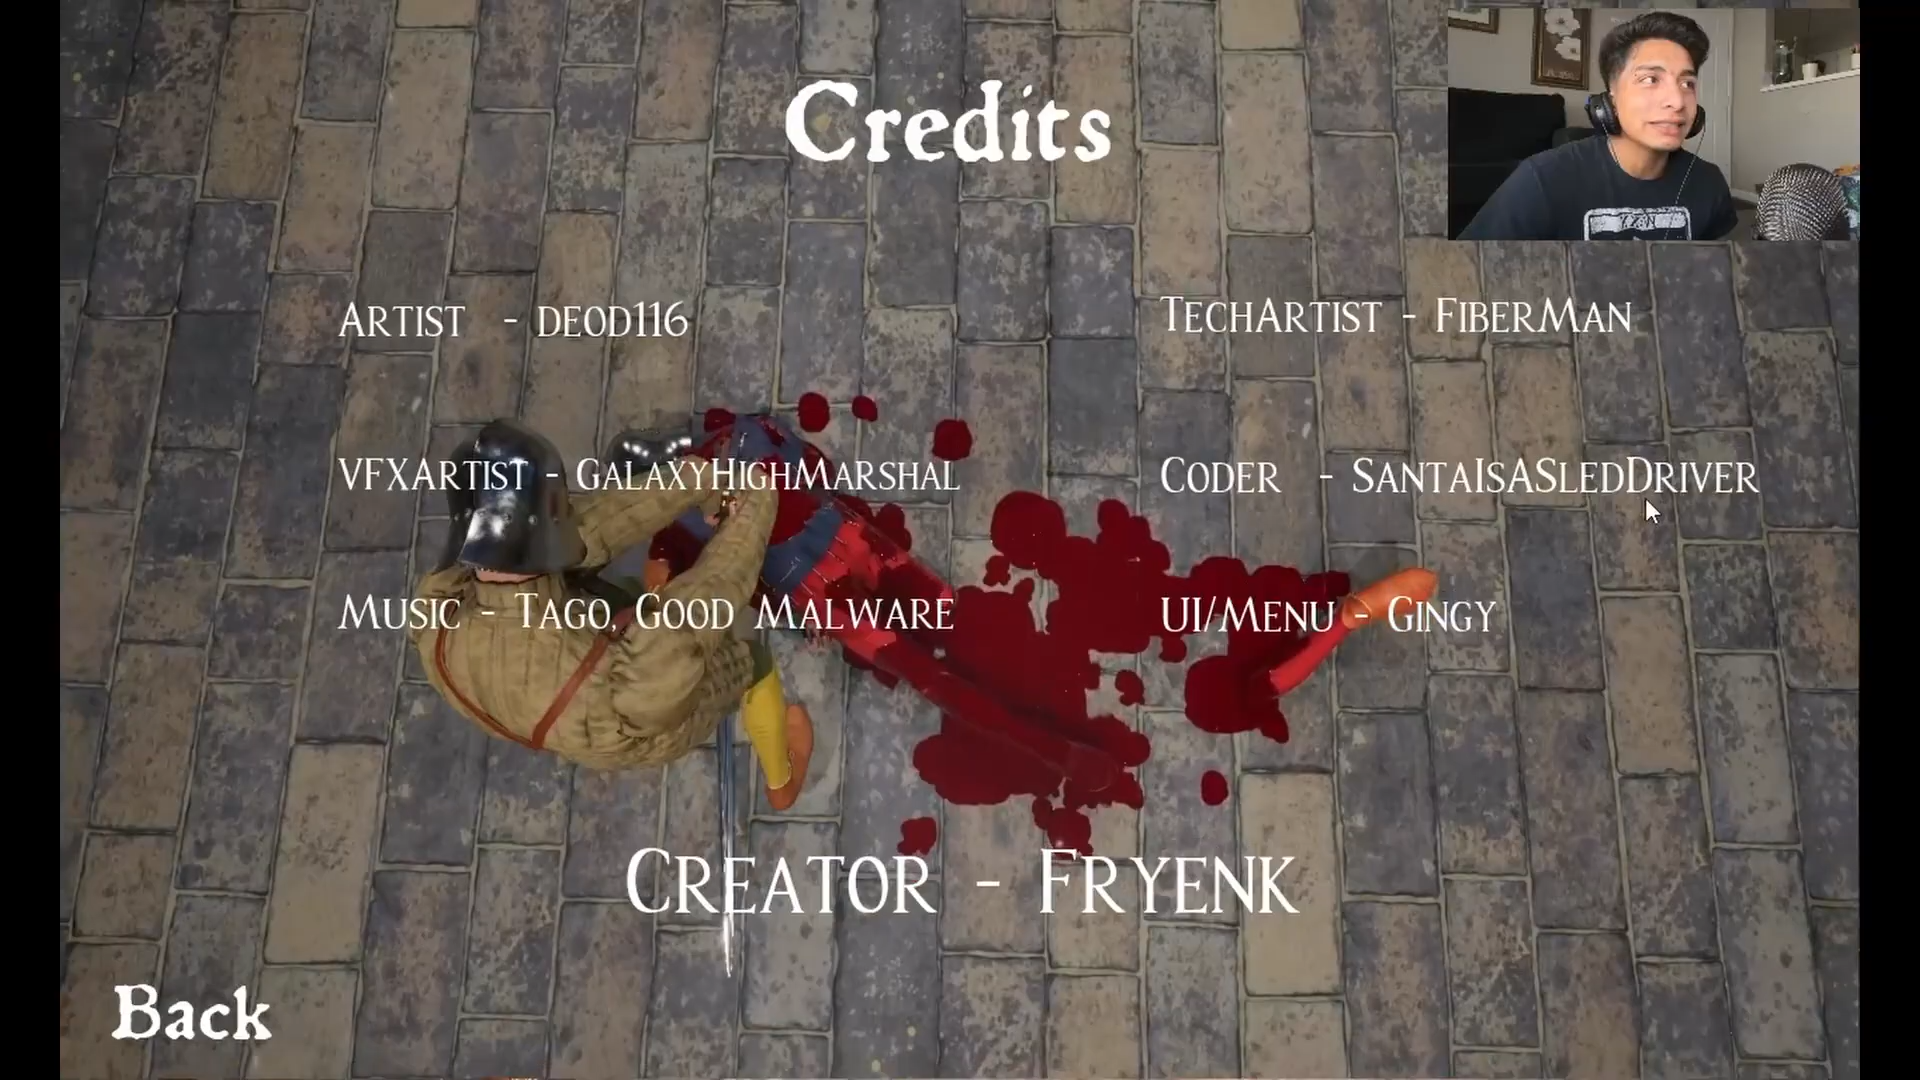 Credits
Artist - deod116
TechArtist - FiberMan
VFXArtist - GalaxyHighMarshal
Coder - SantaIsASledDriver
Music - Tago, Good Malware
UI/Menu - Gingy
Creator - Fryenk
Back